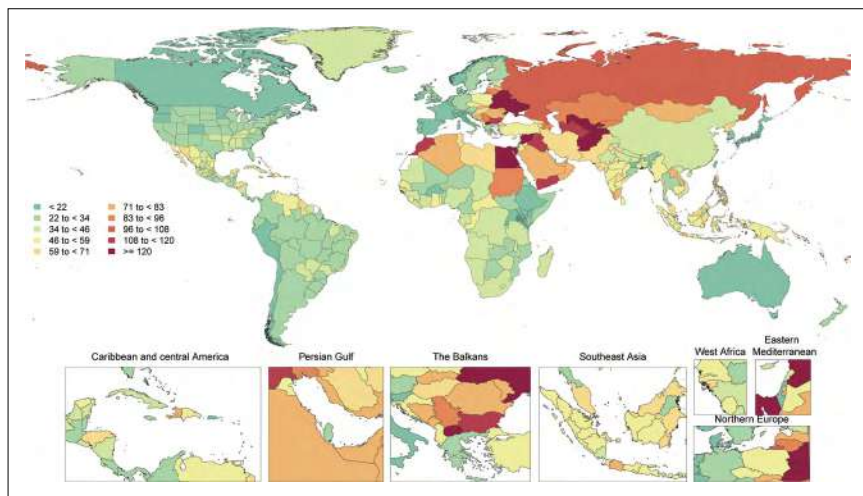 < 22
22 to < 34
34 to < 46
46 to < 59
59 to < 71
71 to < 83
83 to < 96
96 to < 108
108 to < 120
>= 120
Caribbean and central America
Persian Gulf
The Balkans
Southeast Asia
West Africa
Eastern
Mediterranean
Northern Europe